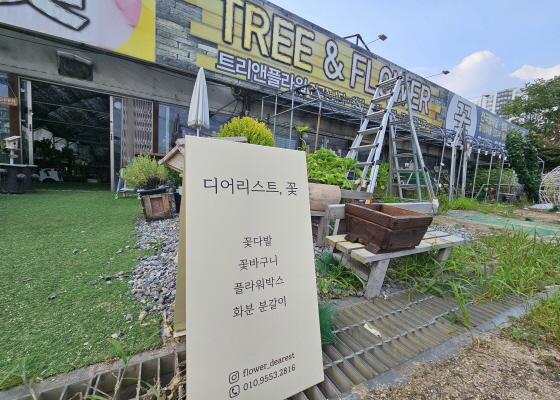 TREE & FLOWER
트리앤플라워
꽃
디어리스트, 꽃
꽃다발
꽃바구니
플라워박스
화분 분갈이
flower_dearest
010.9553.2816